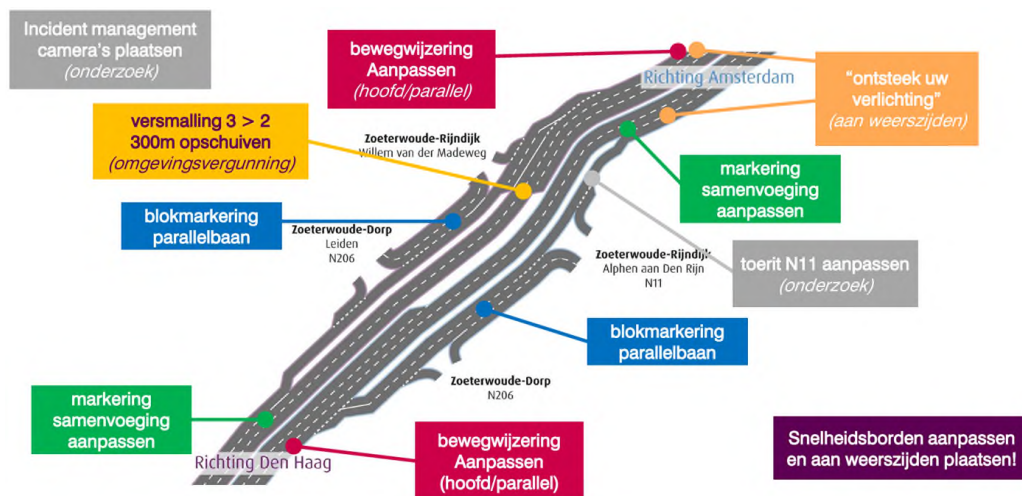 Incident management
camera's plaatsen
(onderzoek)
bewegwijzering
Aanpassen
(hoofd/parallel)
Richting Amsterdam
"ontsteek uw
verlichting"
(aan weerszijden)
versmalling 3 > 2
300m opschuiven
(omgevingsvergunning)
Zoeterwoude-Rijndijk
Willem van der Madeweg
markering
samenvoeging
aanpassen
blokmarkering
parallelbaan
Zoeterwoude-Dorp
Leiden
N206
Zoeterwoude-Rijndijk
Alphen aan Den Rijn
N11
toerit N11 aanpassen
(onderzoek)
blokmarkering
parallelbaan
Zoeterwoude-Dorp
N206
markering
samenvoeging
aanpassen
Richting Den Haag
bewegwijzering
Aanpassen
(hoofd/parallel)
Snelheidsborden aanpassen
en aan weerszijden plaatsen!